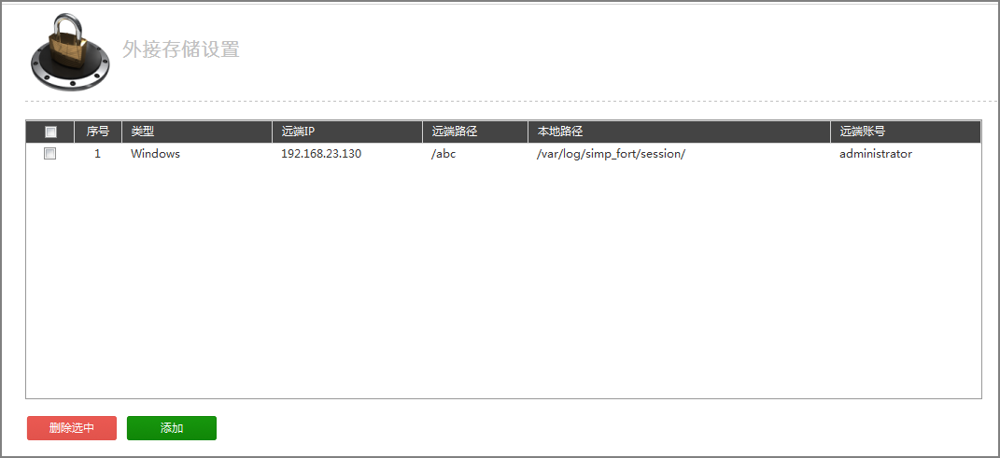 外接存储设置
序号 类型 远端IP 远端路径 本地路径 远端账号
1 Windows 192.168.23.130 /abc /var/log/simp_fort/session/ administrator
删除选中 添加